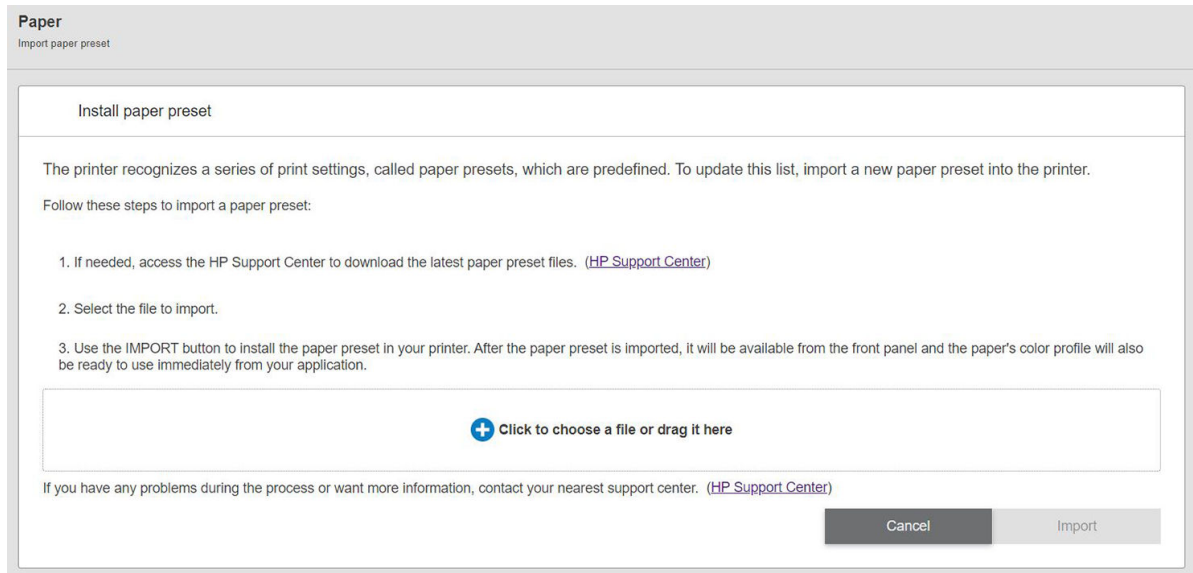 Paper
Import paper preset
Install paper preset
The printer recognizes a series of print settings, called paper presets, which are predefined. To update this list, import a new paper preset into the printer.
Follow these steps to import a paper preset:
1. If needed, access the HP Support Center to download the latest paper preset files. (HP Support Center)
2. Select the file to import.
3. Use the IMPORT button to install the paper preset in your printer. After the paper preset is imported, it will be available from the front panel and the paper's color profile will also
be ready to use immediately from your application.
Click to choose a file or drag it here
If you have any problems during the process or want more information, contact your nearest support center. (HP Support Center)
Cancel Import